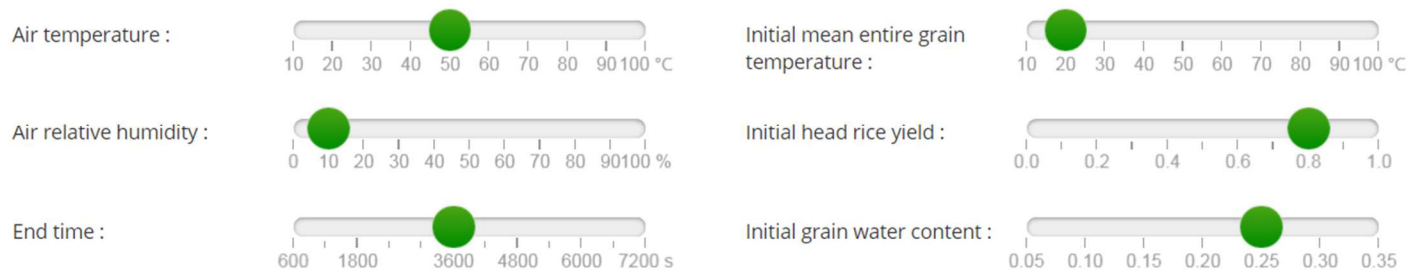 Air temperature :
10 20 30 40 50 60 70 80 90 100 °C
Initial mean entire grain
temperature :
10 20 30 40 50 60 70 80 90 100 °C
Air relative humidity :
0 10 20 30 40 50 60 70 80 90 100 %
Initial head rice yield :
0.0 0.2 0.4 0.6 0.8 1.0
End time :
600 1800 3600 4800 6000 7200 s
Initial grain water content :
0.05 0.10 0.15 0.20 0.25 0.30 0.35